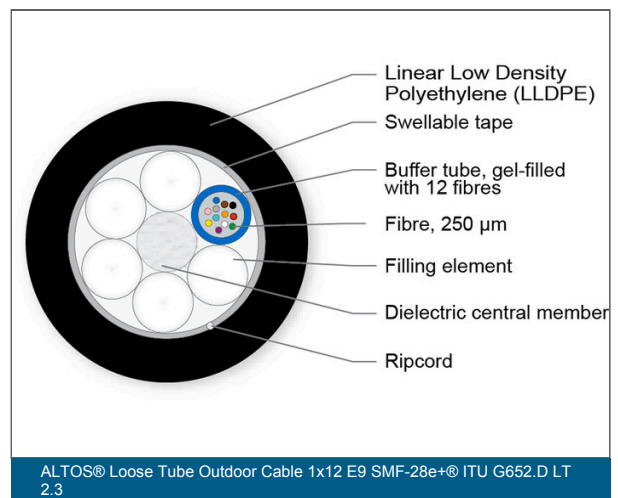 Linear Low Density
Polyethylene (LLDPE)
Swellable tape
Buffer tube, gel-filled
with 12 fibres
Fibre, 250 µm
Filling element
Dielectric central member
Ripcord
ALTOS® Loose Tube Outdoor Cable 1x12 E9 SMF-28e+® ITU G652.D LT
2.3